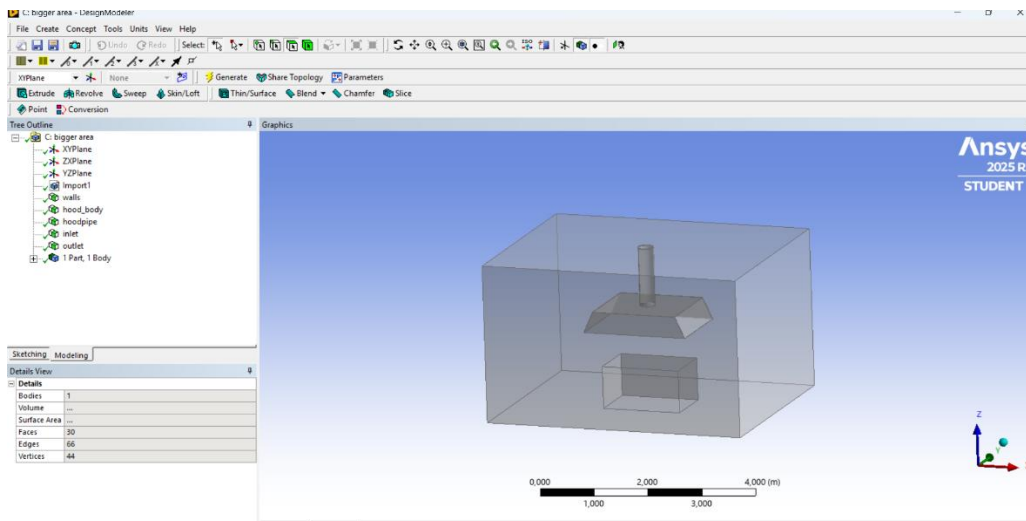 C: bigger area - DesignModeler
File Create Concept Tools Units View Help
Undo Redo Select:
XYPlane None Generate Share Topology Parameters
Extrude Revolve Sweep Skin/Loft Thin/Surface Blend Chamfer Slice
Point Conversion
Tree Outline
C: bigger area
XYPlane
ZXPlane
YZPlane
Import1
walls
hood_body
hoodpipe
inlet
outlet
1 Part, 1 Body
Sketching Modeling
Details View
Details
Bodies 1
Volume ...
Surface Area ...
Faces 30
Edges 66
Vertices 44
Graphics
Ansys
2025 R
STUDENT
0,000 2,000 4,000 (m)
1,000 3,000
Z
Y